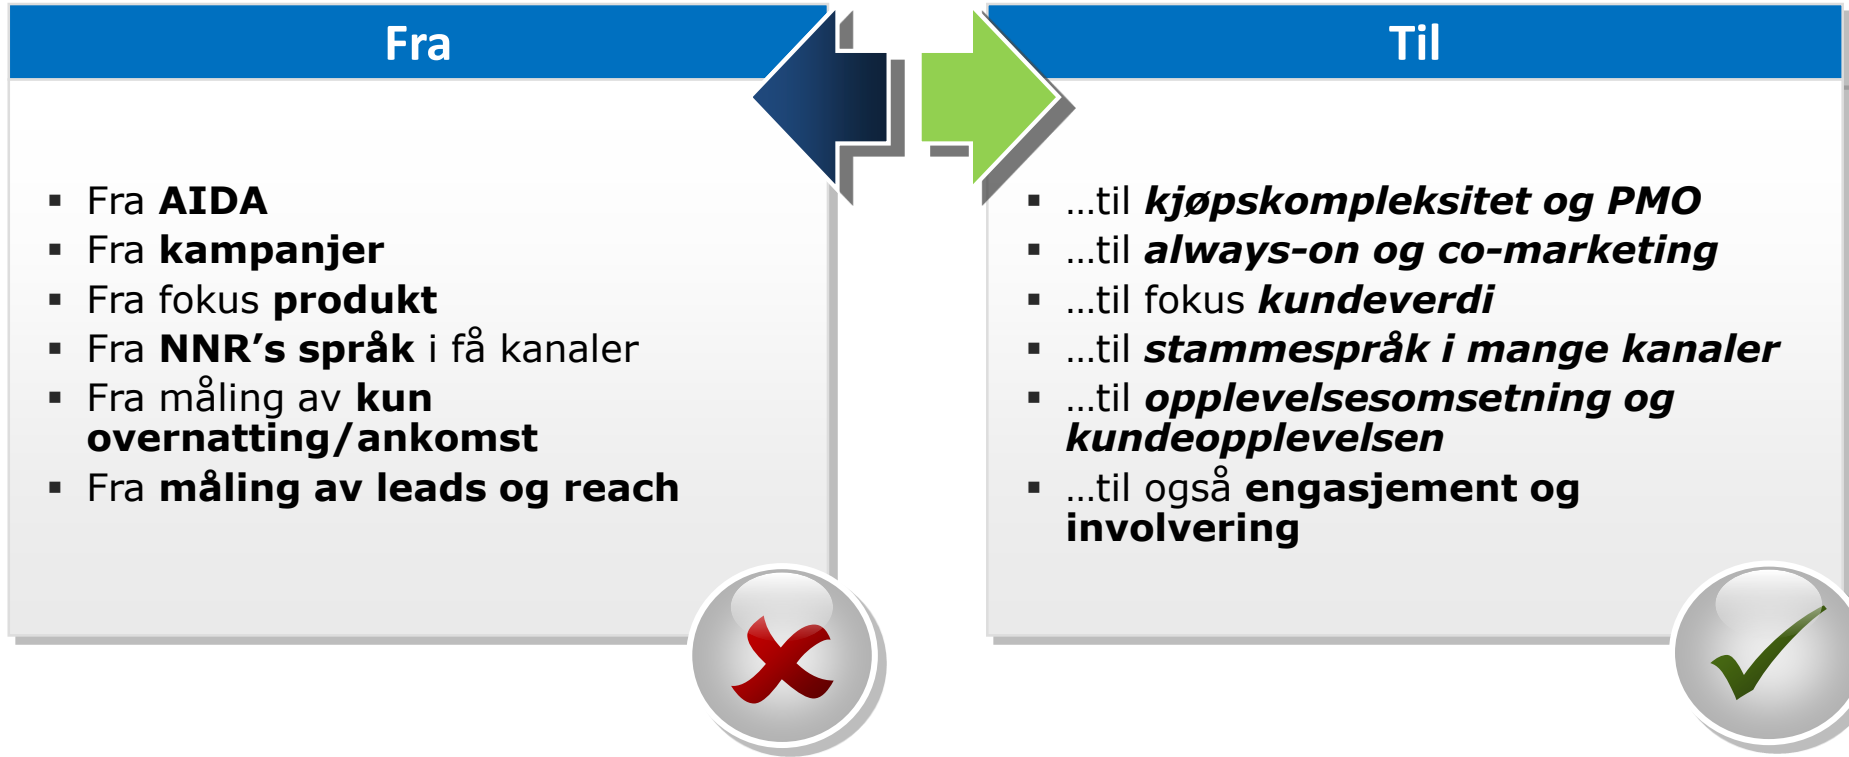 Fra
▪ Fra AIDA
▪ Fra kampanjer
▪ Fra fokus produkt
▪ Fra NNR’s språk i få kanaler
▪ Fra måling av kun
overnatting/ankomst
▪ Fra måling av leads og reach
Til
▪ …til kjøpskompleksitet og PMO
▪ …til always-on og co-marketing
▪ …til fokus kundeverdi
▪ …til stammespråk i mange kanaler
▪ …til opplevelsesomsetning og
kundeopplevelsen
▪ …til også engasjement og
involvering